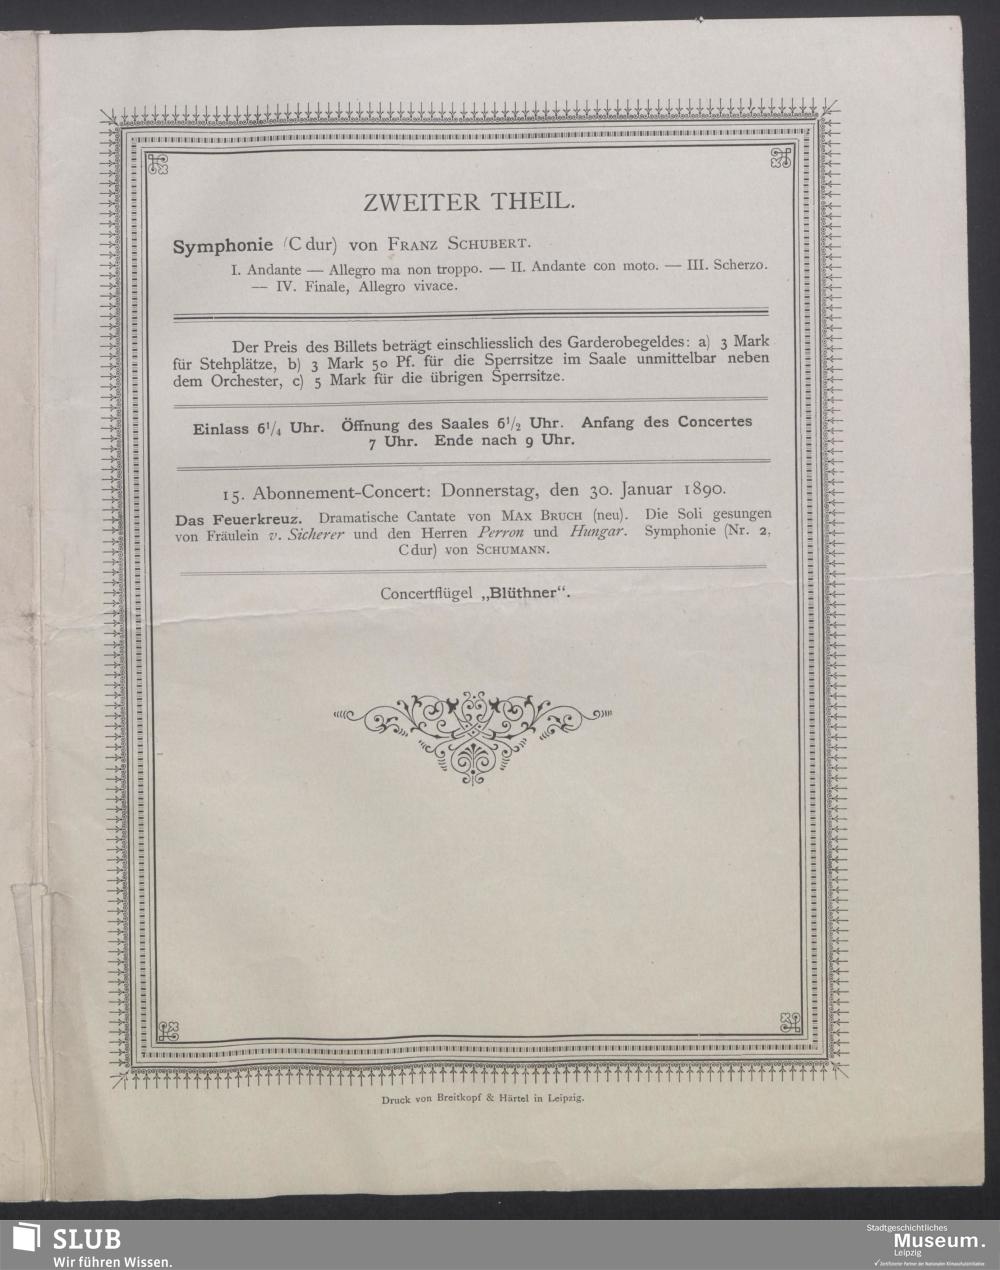 ZWEITER THEIL.
Symphonie (C dur) von FRANZ SCHUBERT.
I. Andante — Allegro ma non troppo. — II. Andante con moto. — III. Scherzo.
— IV. Finale, Allegro vivace.
Der Preis des Billets beträgt einschliesslich des Garderobegeldes: a) 3 Mark
für Stehplätze, b) 3 Mark 50 Pf. für die Sperrsitze im Saale unmittelbar neben
dem Orchester, c) 5 Mark für die übrigen Sperrsitze.
Einlass 6¹/₄ Uhr. Öffnung des Saales 6¹/₂ Uhr. Anfang des Concertes
7 Uhr. Ende nach 9 Uhr.
15. Abonnement-Concert: Donnerstag, den 30. Januar 1890.
Das Feuerkreuz. Dramatische Cantate von MAX BRUCH (neu). Die Soli gesungen
von Fräulein v. Sicherer und den Herren Perron und Hungar. Symphonie (Nr. 2,
C dur) von SCHUMANN.
Concertflügel „Blüthner“.
Druck von Breitkopf & Härtel in Leipzig.
SLUB
Wir führen Wissen.
Stadtgeschichtliches
Museum.
Leipzig
Zertifizierter Partner der Nationalen Klimaschutzinitiative